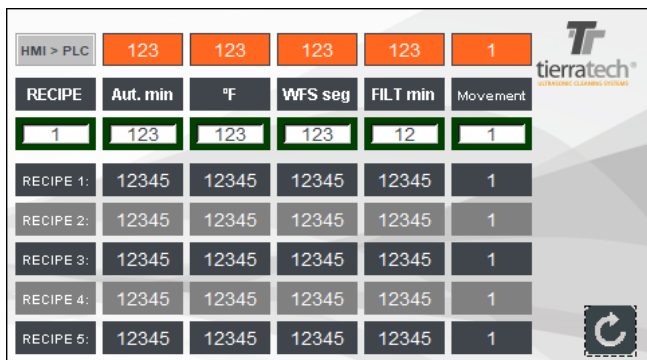 HMI > PLC 123 123 123 123 1
tierratech®
ULTRASONIC CLEANING SYSTEMS
RECIPE Aut. min ºF WFS seg FILT min Movement
1 123 123 123 12 1
RECIPE 1: 12345 12345 12345 12345 1
RECIPE 2: 12345 12345 12345 12345 1
RECIPE 3: 12345 12345 12345 12345 1
RECIPE 4: 12345 12345 12345 12345 1
RECIPE 5: 12345 12345 12345 12345 1